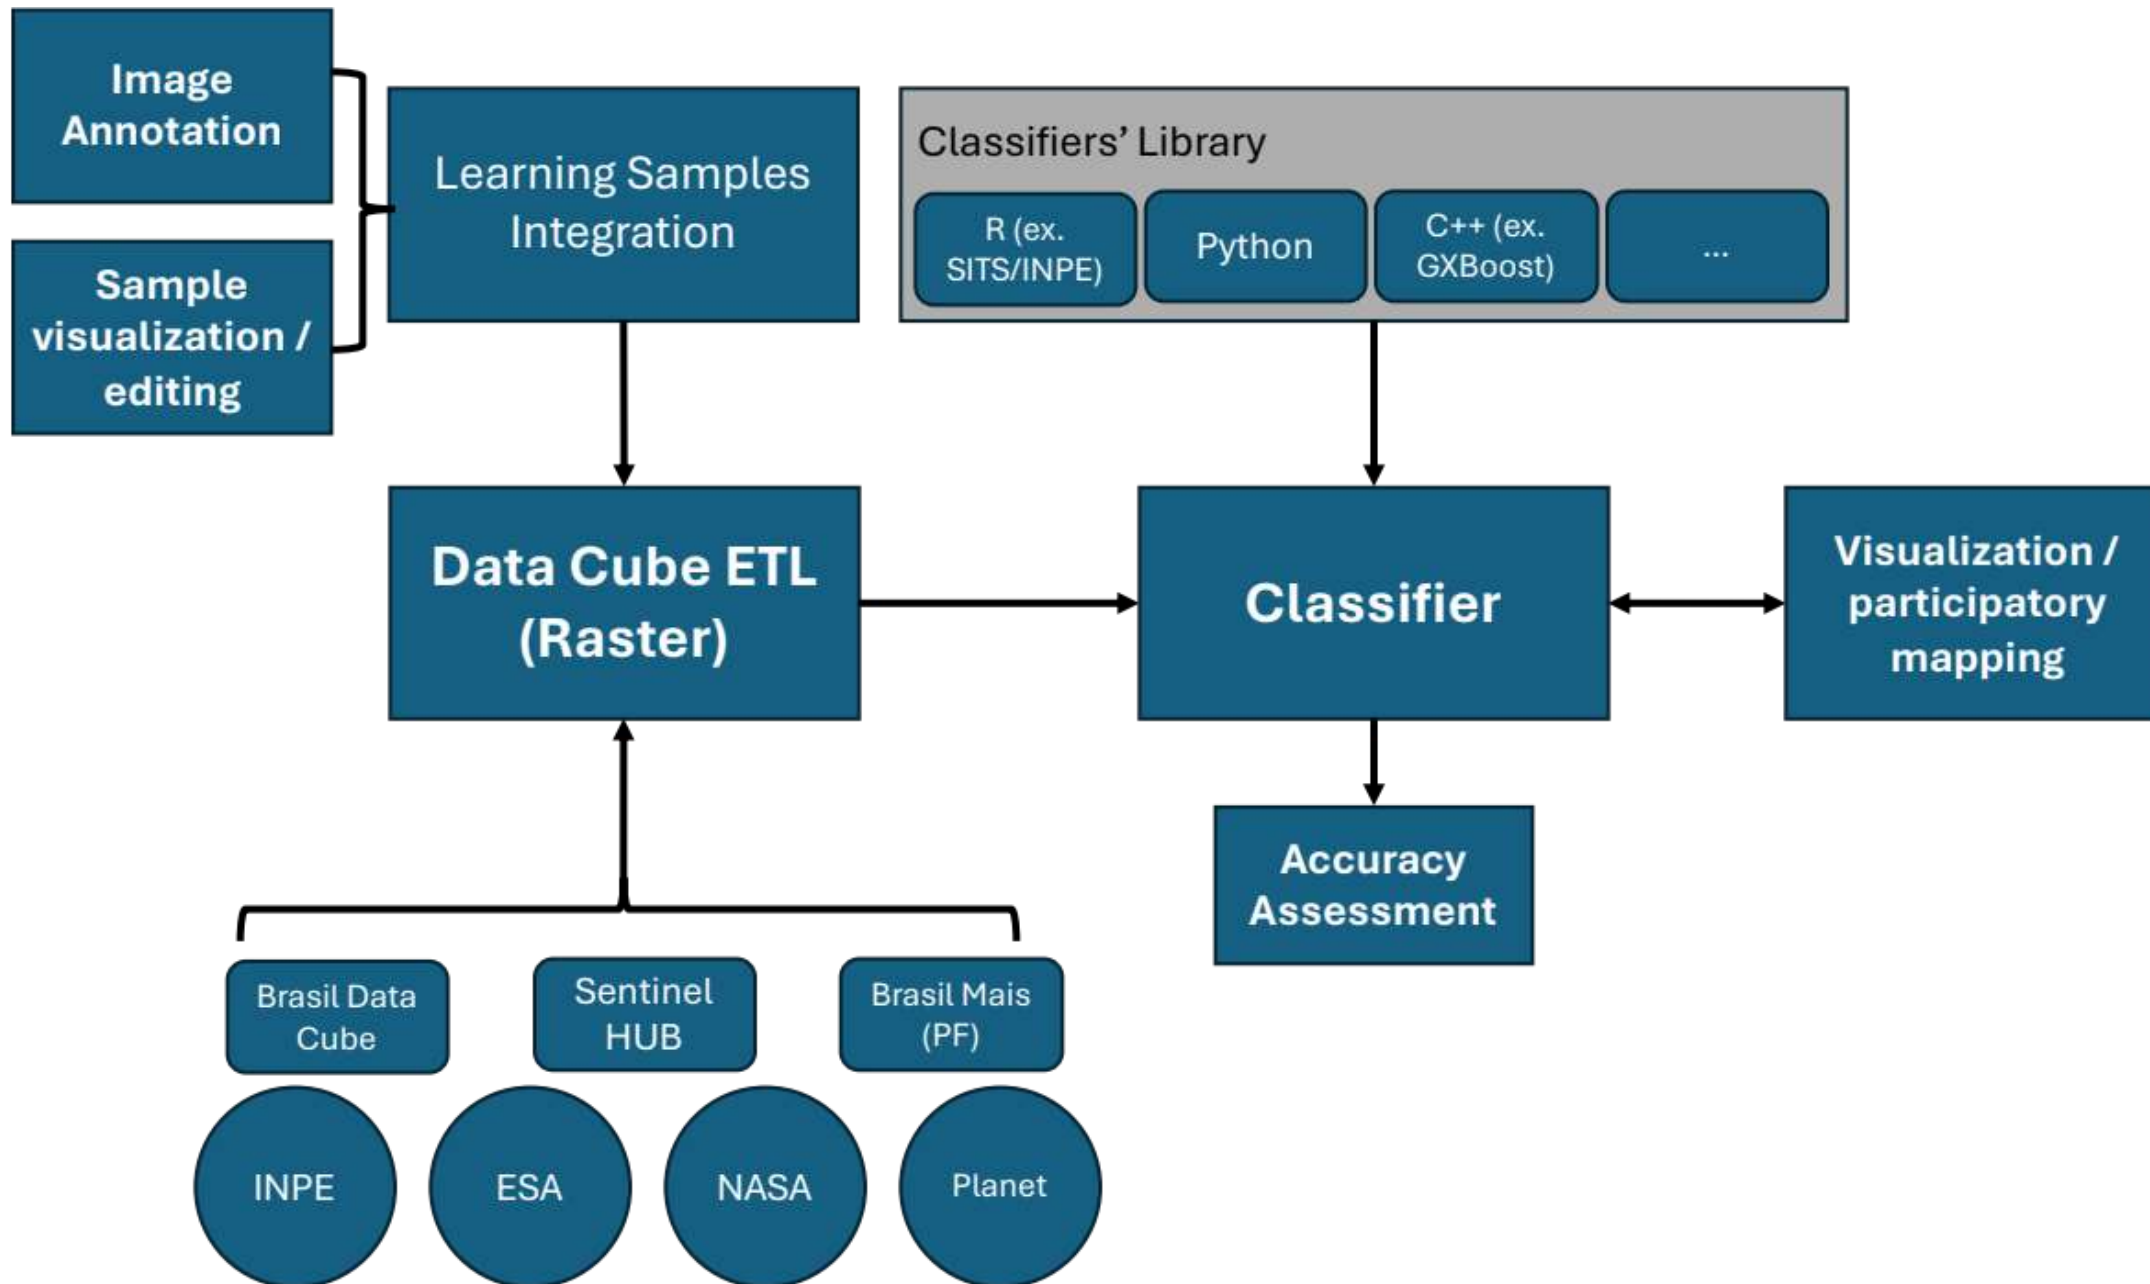 Image
Annotation
Sample
visualization /
editing
Learning Samples
Integration
Classifiers’ Library
R (ex.
SITS/INPE)
Python
C++ (ex.
GXBoost)
...
Data Cube ETL
(Raster)
Classifier
Visualization /
participatory
mapping
Accuracy
Assessment
Brasil Data
Cube
Sentinel
HUB
Brasil Mais
(PF)
INPE
ESA
NASA
Planet